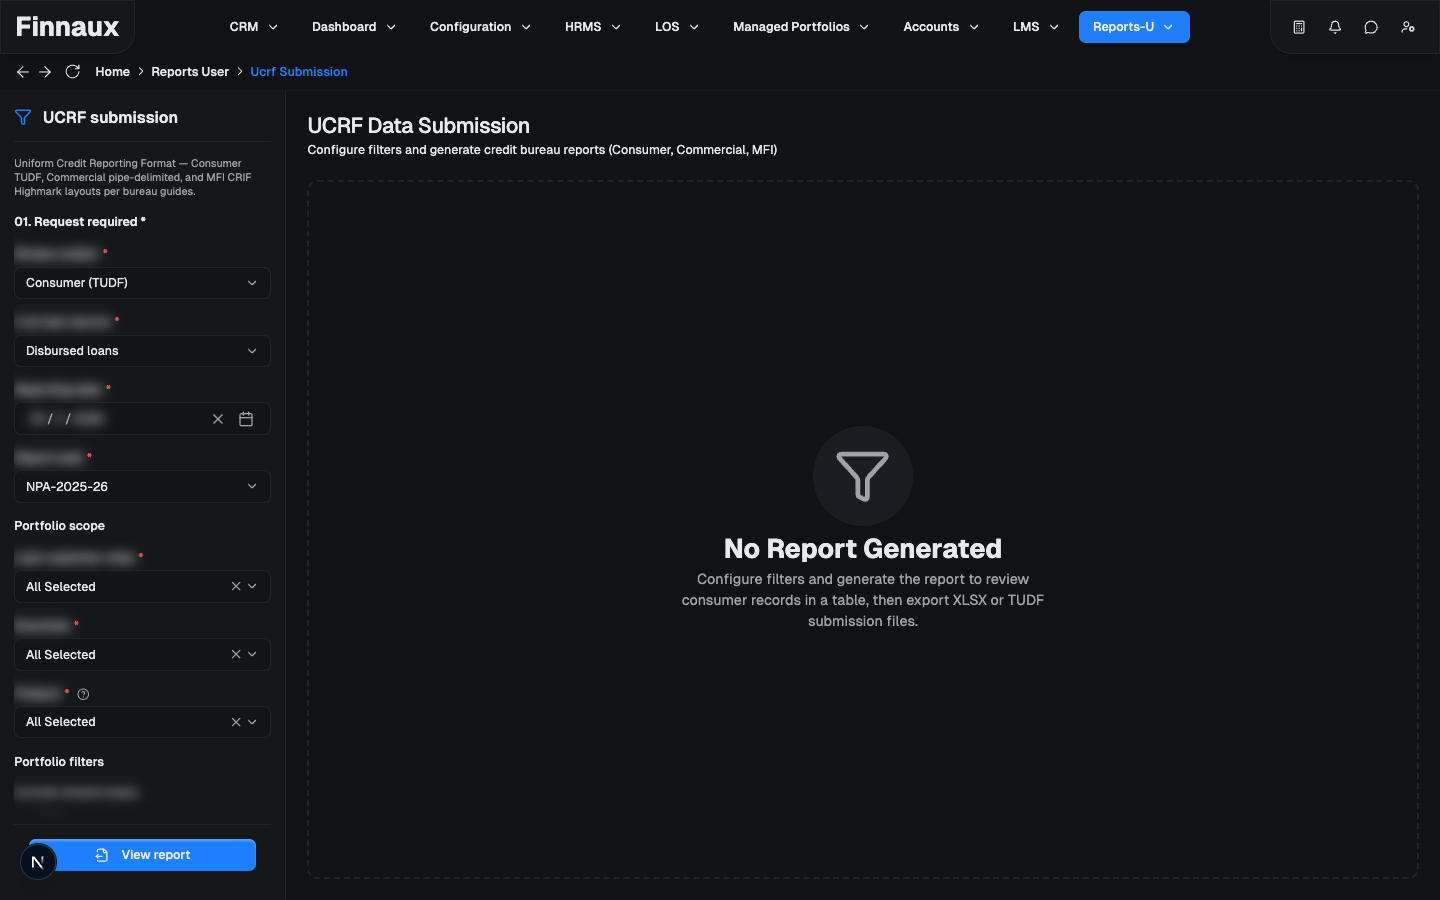 Finnaux
CRM
Dashboard
Configuration
HRMS
LOS
Managed Portfolios
Accounts
LMS
Reports-U
Home > Reports User > Ucrf Submission
UCRF submission
Uniform Credit Reporting Format — Consumer
TUDF, Commercial pipe-delimited, and MFI CRIF
Highmark layouts per bureau guides.
01. Request required *
*
Consumer (TUDF)
*
Disbursed loans
*
/ /
*
NPA-2025-26
Portfolio scope
*
All Selected
*
All Selected
*
All Selected
Portfolio filters
View report
N
UCRF Data Submission
Configure filters and generate credit bureau reports (Consumer, Commercial, MFI)
No Report Generated
Configure filters and generate the report to review
consumer records in a table, then export XLSX or TUDF
submission files.